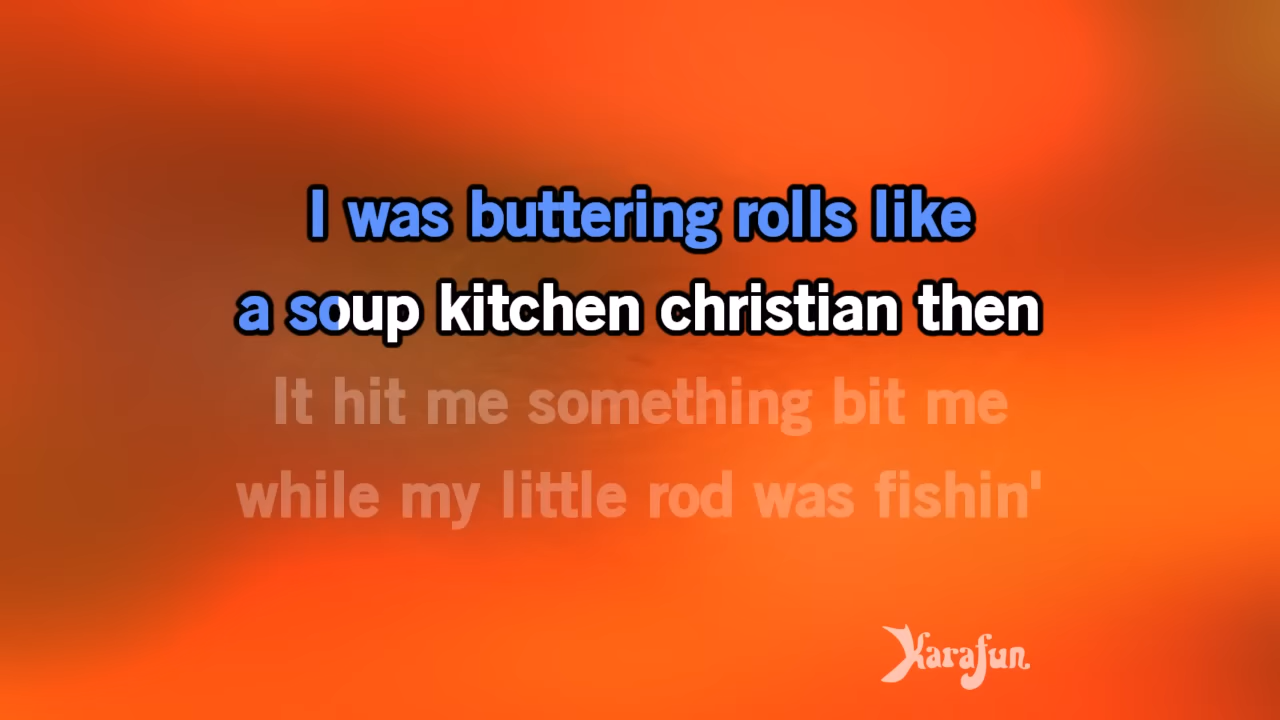 I was buttering rolls like
a soup kitchen christian then
It hit me something bit me
while my little rod was fishin'
Karafun